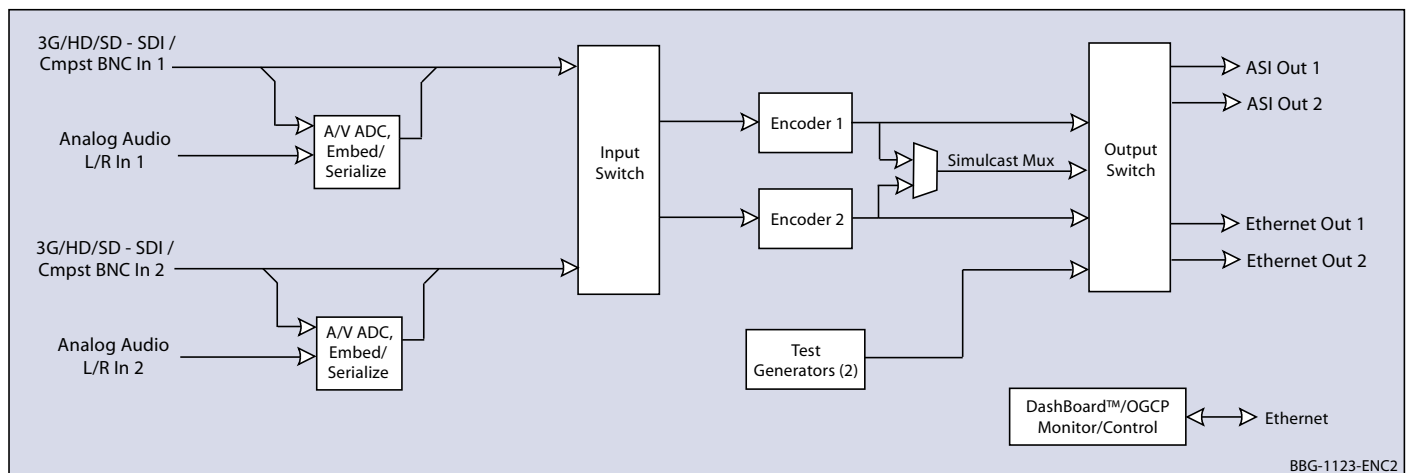 3G/HD/SD - SDI /
Cmpst BNC In 1
Analog Audio
L/R In 1
A/V ADC,
Embed/
Serialize
3G/HD/SD - SDI /
Cmpst BNC In 2
Analog Audio
L/R In 2
A/V ADC,
Embed/
Serialize
Input
Switch
Encoder 1
Encoder 2
Simulcast Mux
Test
Generators (2)
Output
Switch
ASI Out 1
ASI Out 2
Ethernet Out 1
Ethernet Out 2
DashBoard™/OGCP
Monitor/Control
Ethernet
BBG-1123-ENC2